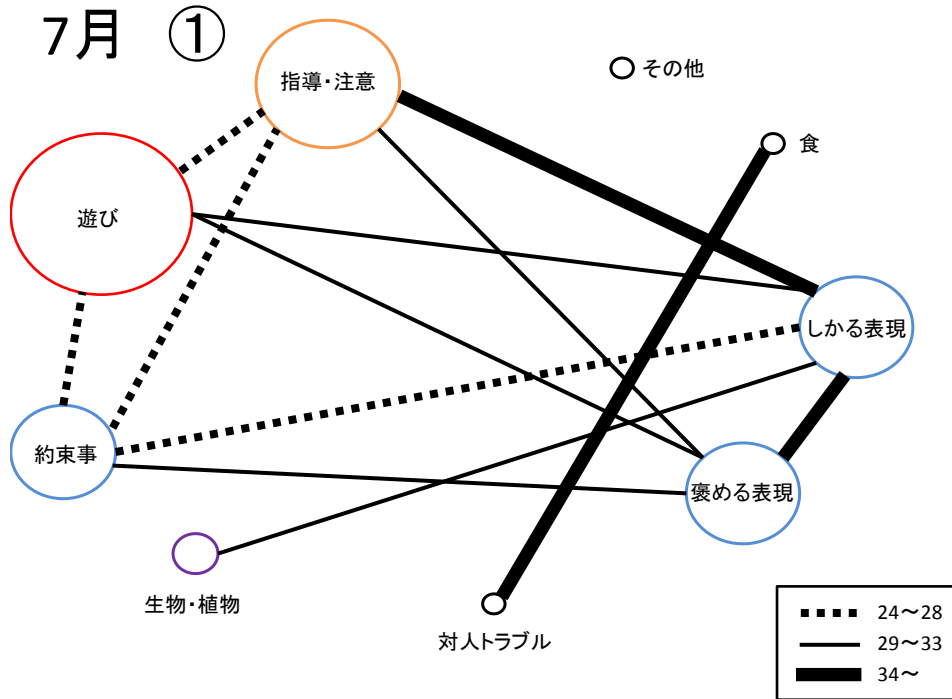 7月 ①
指導・注意
その他
食
遊び
しかる表現
約束事
褒める表現
生物・植物
対人トラブル
24～28
29～33
34～